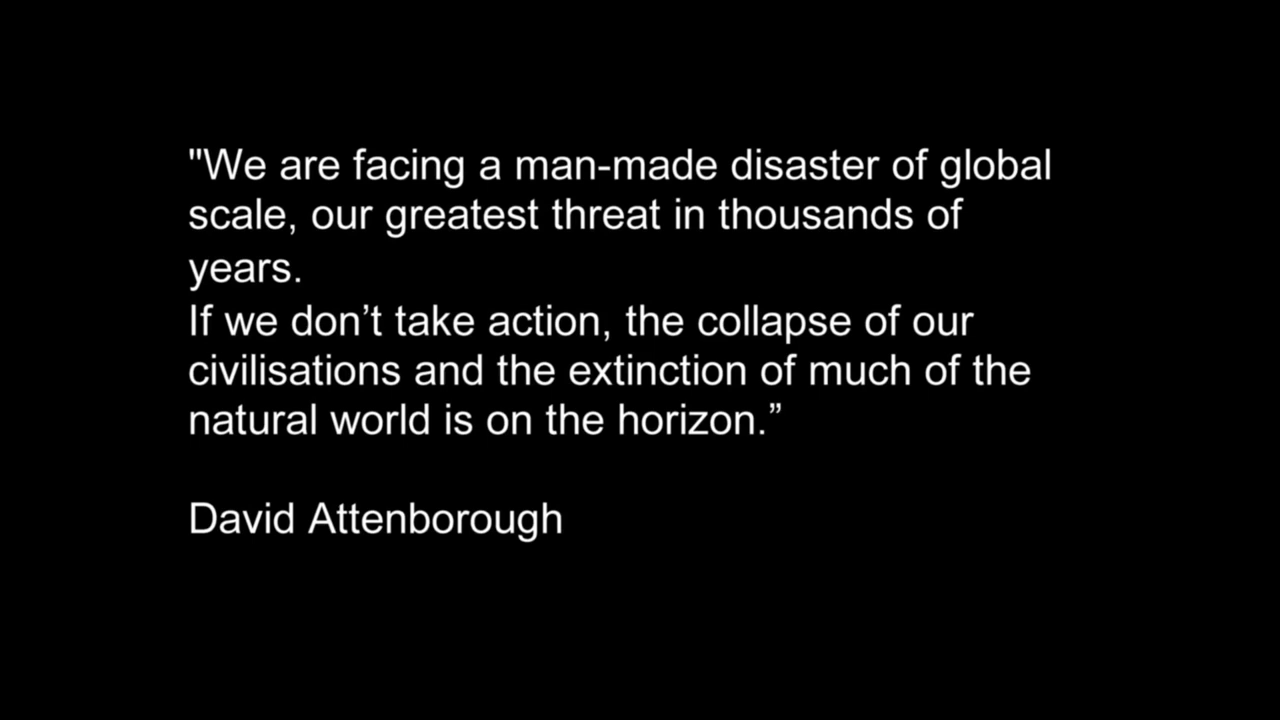 "We are facing a man-made disaster of global
scale, our greatest threat in thousands of
years.
If we don’t take action, the collapse of our
civilisations and the extinction of much of the
natural world is on the horizon.”
David Attenborough